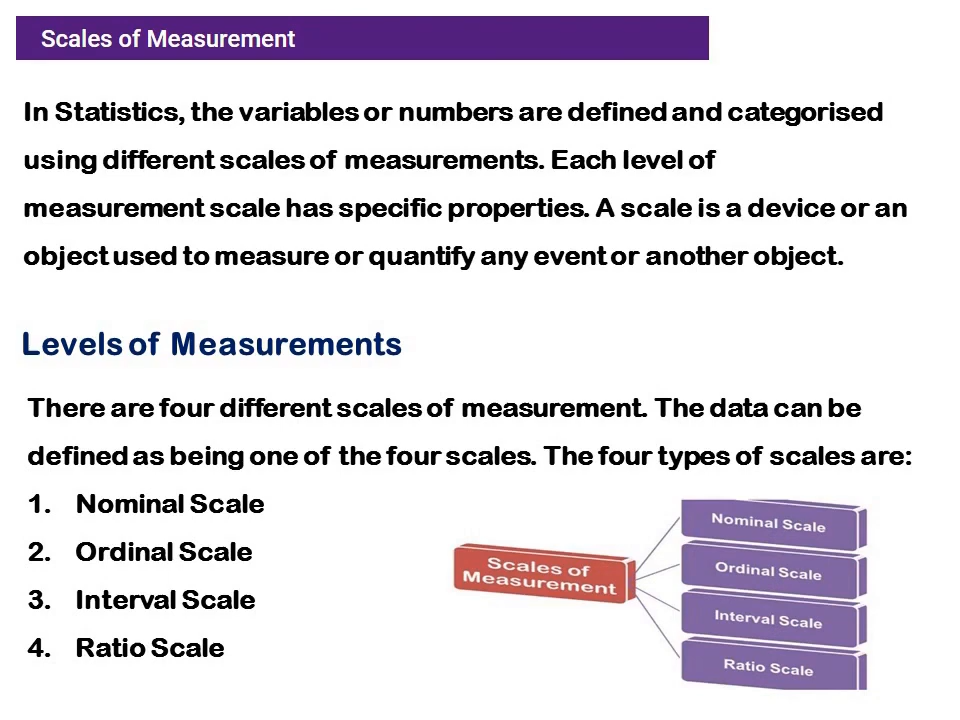 Scales of Measurement
In Statistics, the variables or numbers are defined and categorised
using different scales of measurements. Each level of
measurement scale has specific properties. A scale is a device or an
object used to measure or quantify any event or another object.
Levels of Measurements
There are four different scales of measurement. The data can be
defined as being one of the four scales. The four types of scales are:
1. Nominal Scale
2. Ordinal Scale
3. Interval Scale
4. Ratio Scale
Scales of
Measurement
Nominal Scale
Ordinal Scale
Interval Scale
Ratio Scale